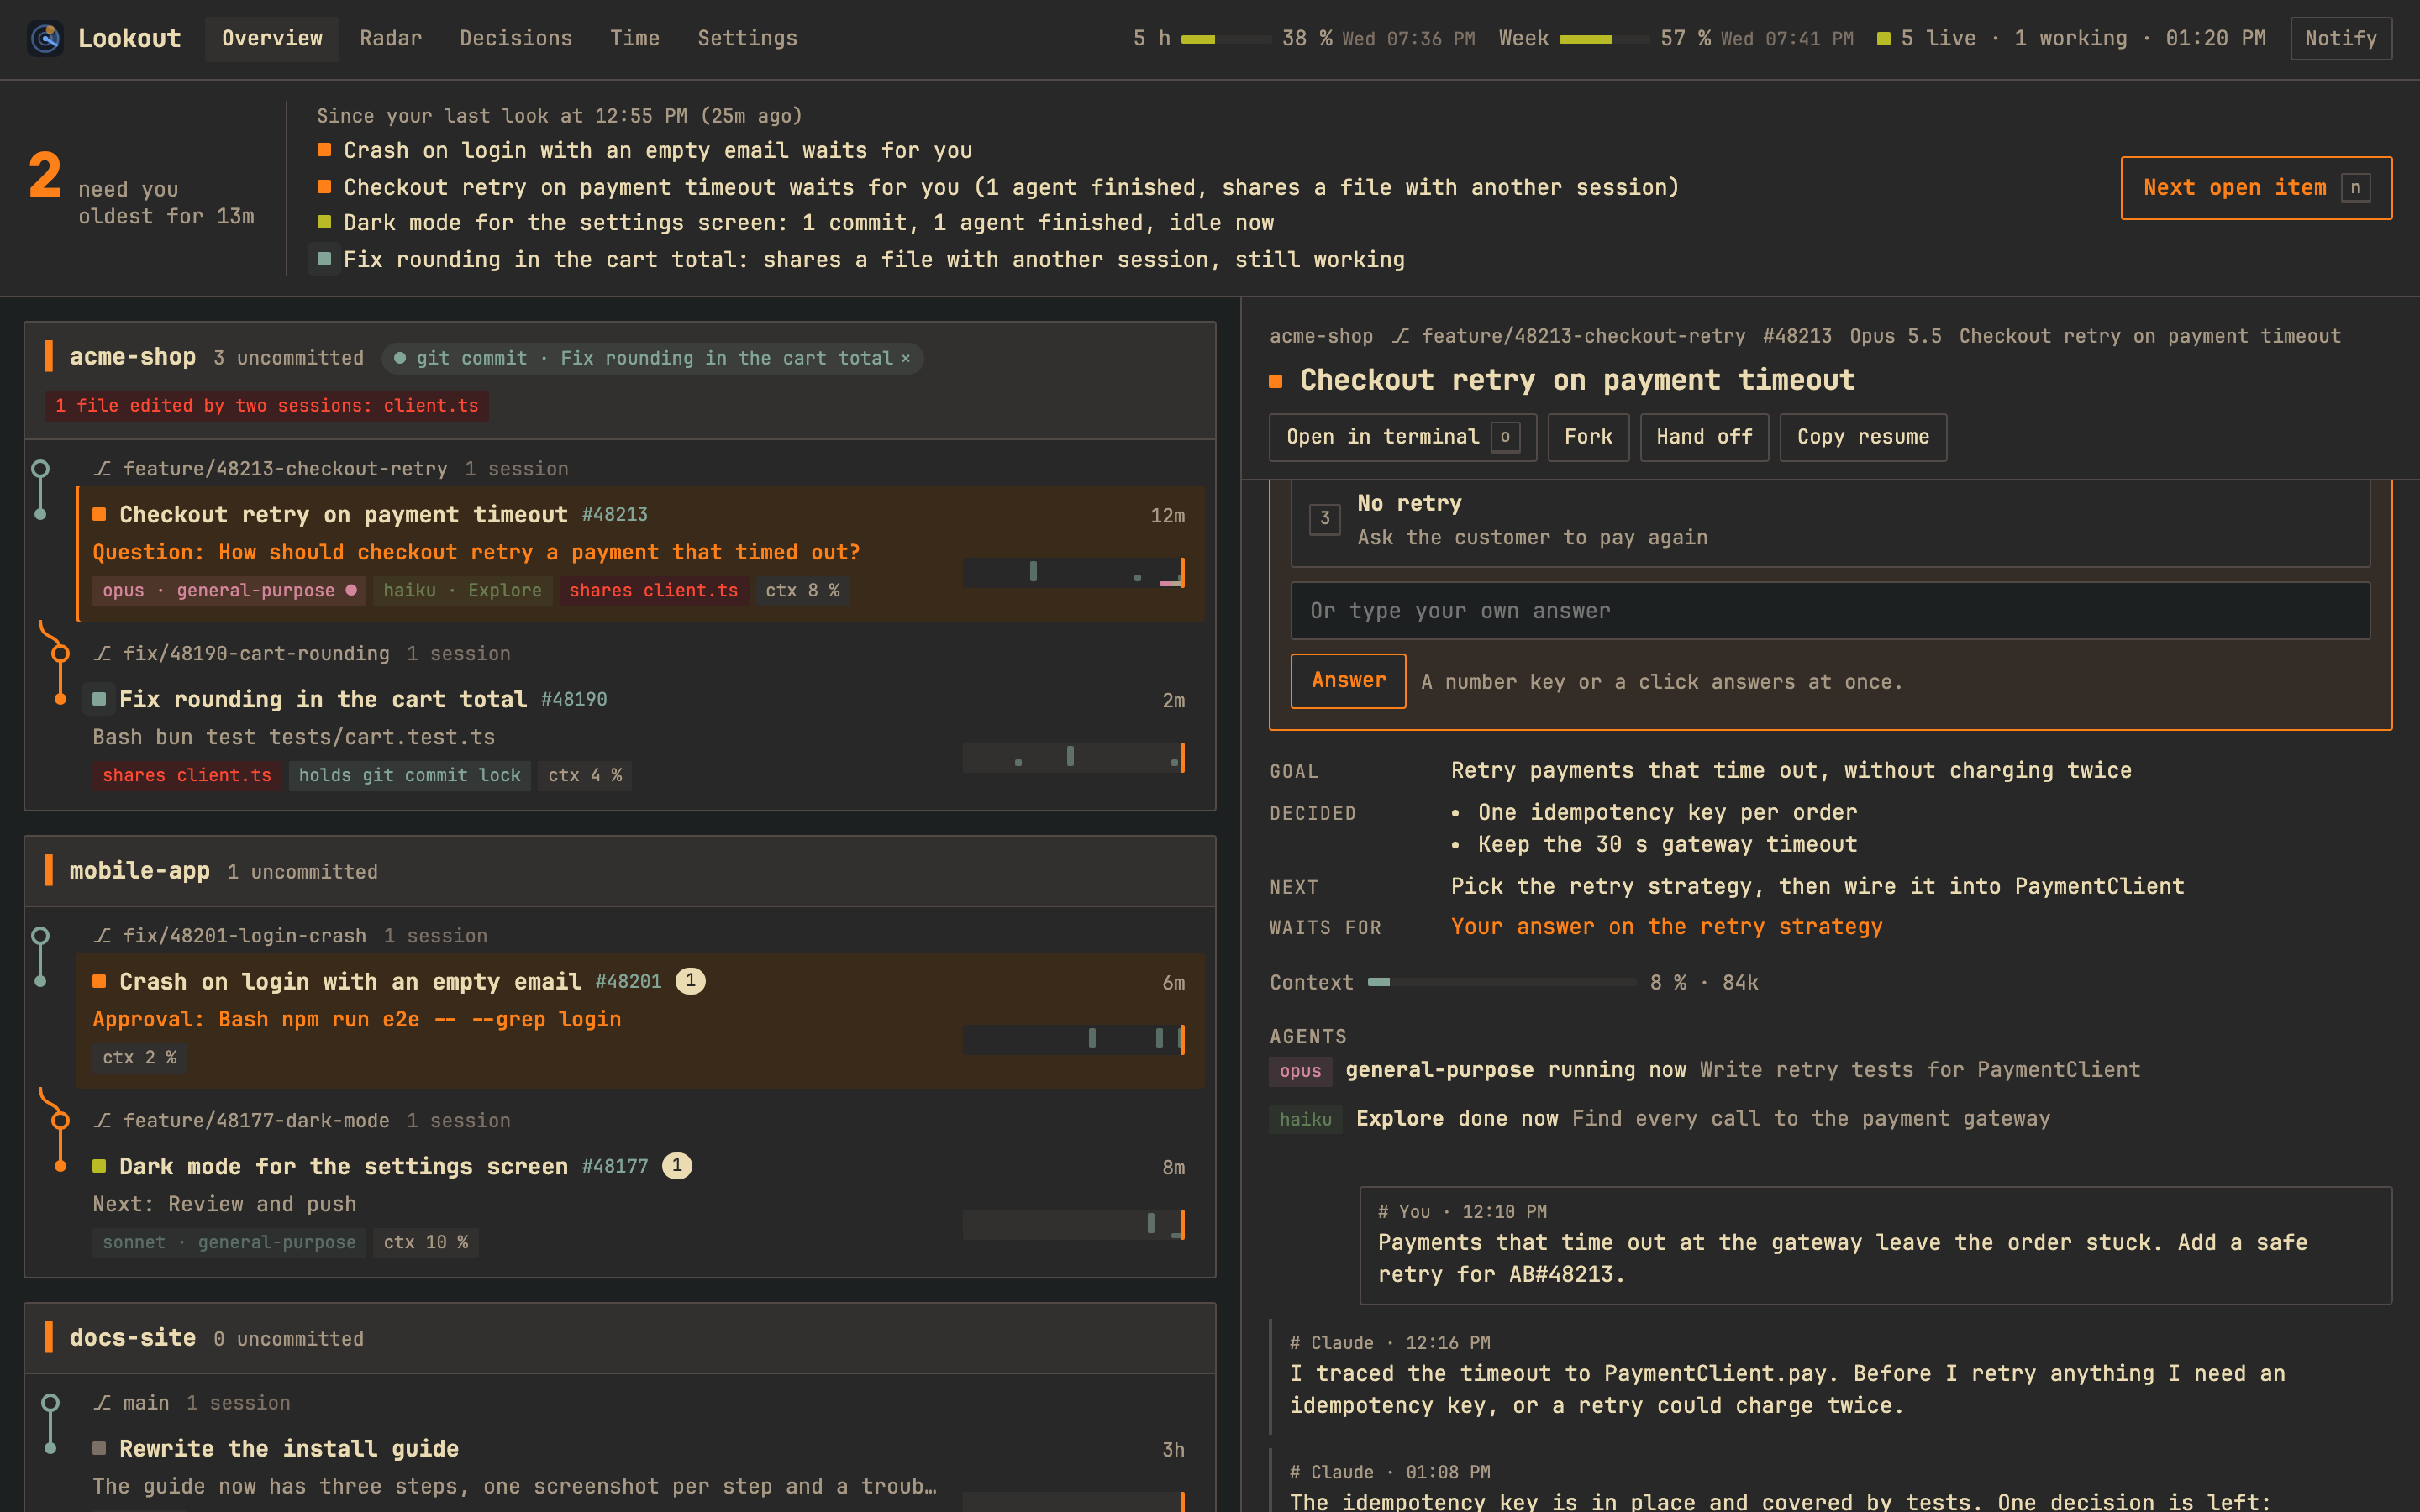 Lookout Overview Radar Decisions Time Settings 5 h 38 % Wed 07:36 PM Week 57 % Wed 07:41 PM 5 live · 1 working · 01:20 PM Notify
2 need you
oldest for 13m
Since your last look at 12:55 PM (25m ago)
Crash on login with an empty email waits for you
Checkout retry on payment timeout waits for you (1 agent finished, shares a file with another session)
Dark mode for the settings screen: 1 commit, 1 agent finished, idle now
Fix rounding in the cart total: shares a file with another session, still working
Next open item n
acme-shop 3 uncommitted git commit · Fix rounding in the cart total ×
1 file edited by two sessions: client.ts
feature/48213-checkout-retry 1 session
Checkout retry on payment timeout #48213 12m
Question: How should checkout retry a payment that timed out?
opus · general-purpose haiku · Explore shares client.ts ctx 8 %
fix/48190-cart-rounding 1 session
Fix rounding in the cart total #48190 2m
Bash bun test tests/cart.test.ts
shares client.ts holds git commit lock ctx 4 %
mobile-app 1 uncommitted
fix/48201-login-crash 1 session
Crash on login with an empty email #48201 1 6m
Approval: Bash npm run e2e -- --grep login
ctx 2 %
feature/48177-dark-mode 1 session
Dark mode for the settings screen #48177 1 8m
Next: Review and push
sonnet · general-purpose ctx 10 %
docs-site 0 uncommitted
main 1 session
Rewrite the install guide 3h
The guide now has three steps, one screenshot per step and a troub…
acme-shop feature/48213-checkout-retry #48213 Opus 5.5 Checkout retry on payment timeout
Checkout retry on payment timeout
Open in terminal o Fork Hand off Copy resume
3 No retry
Ask the customer to pay again
Or type your own answer
Answer A number key or a click answers at once.
GOAL Retry payments that time out, without charging twice
DECIDED • One idempotency key per order
• Keep the 30 s gateway timeout
NEXT Pick the retry strategy, then wire it into PaymentClient
WAITS FOR Your answer on the retry strategy
Context 8 % · 84k
AGENTS
opus general-purpose running now Write retry tests for PaymentClient
haiku Explore done now Find every call to the payment gateway
# You · 12:10 PM
Payments that time out at the gateway leave the order stuck. Add a safe
retry for AB#48213.
# Claude · 12:16 PM
I traced the timeout to PaymentClient.pay. Before I retry anything I need an
idempotency key, or a retry could charge twice.
# Claude · 01:08 PM
The idempotency key is in place and covered by tests. One decision is left: